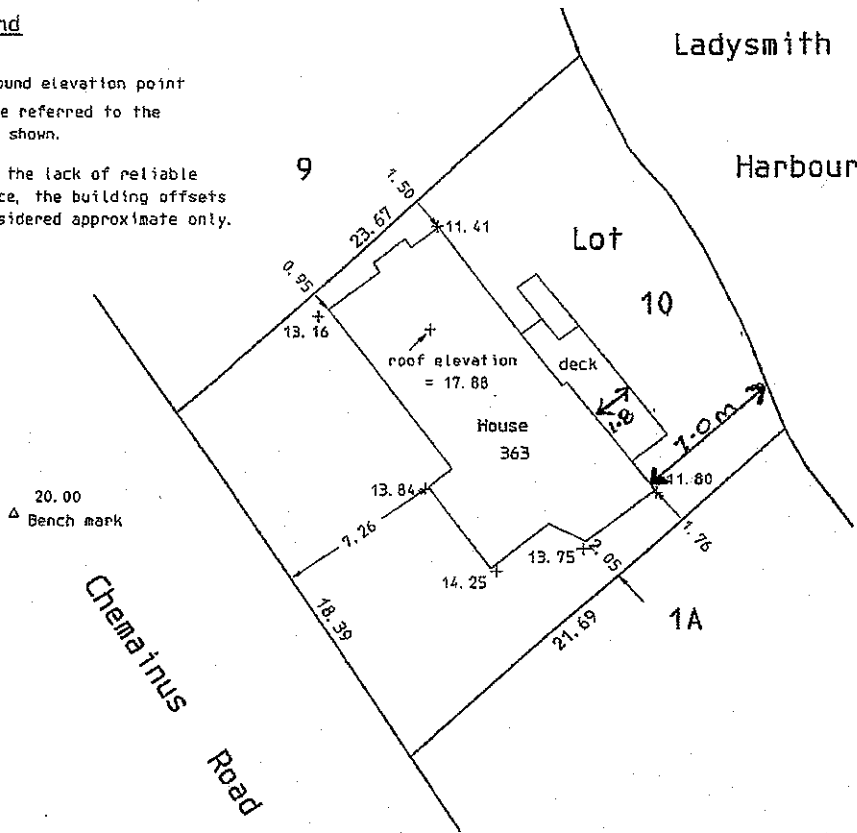 nd
und elevation point
e referred to the
shown.
the lack of reliable
ce, the building offsets
sidered approximate only.
Ladysmith
Harbour
9
1.50
23.67
11.41
Lot
10
0.95
13.16
roof elevation
= 17.88
deck
1.8
7.0m
House
363
20.00
Bench mark
13.84
11.80
7.26
1.76
13.75
2.05
14.25
18.39
21.69
1A
Chemainus
Road